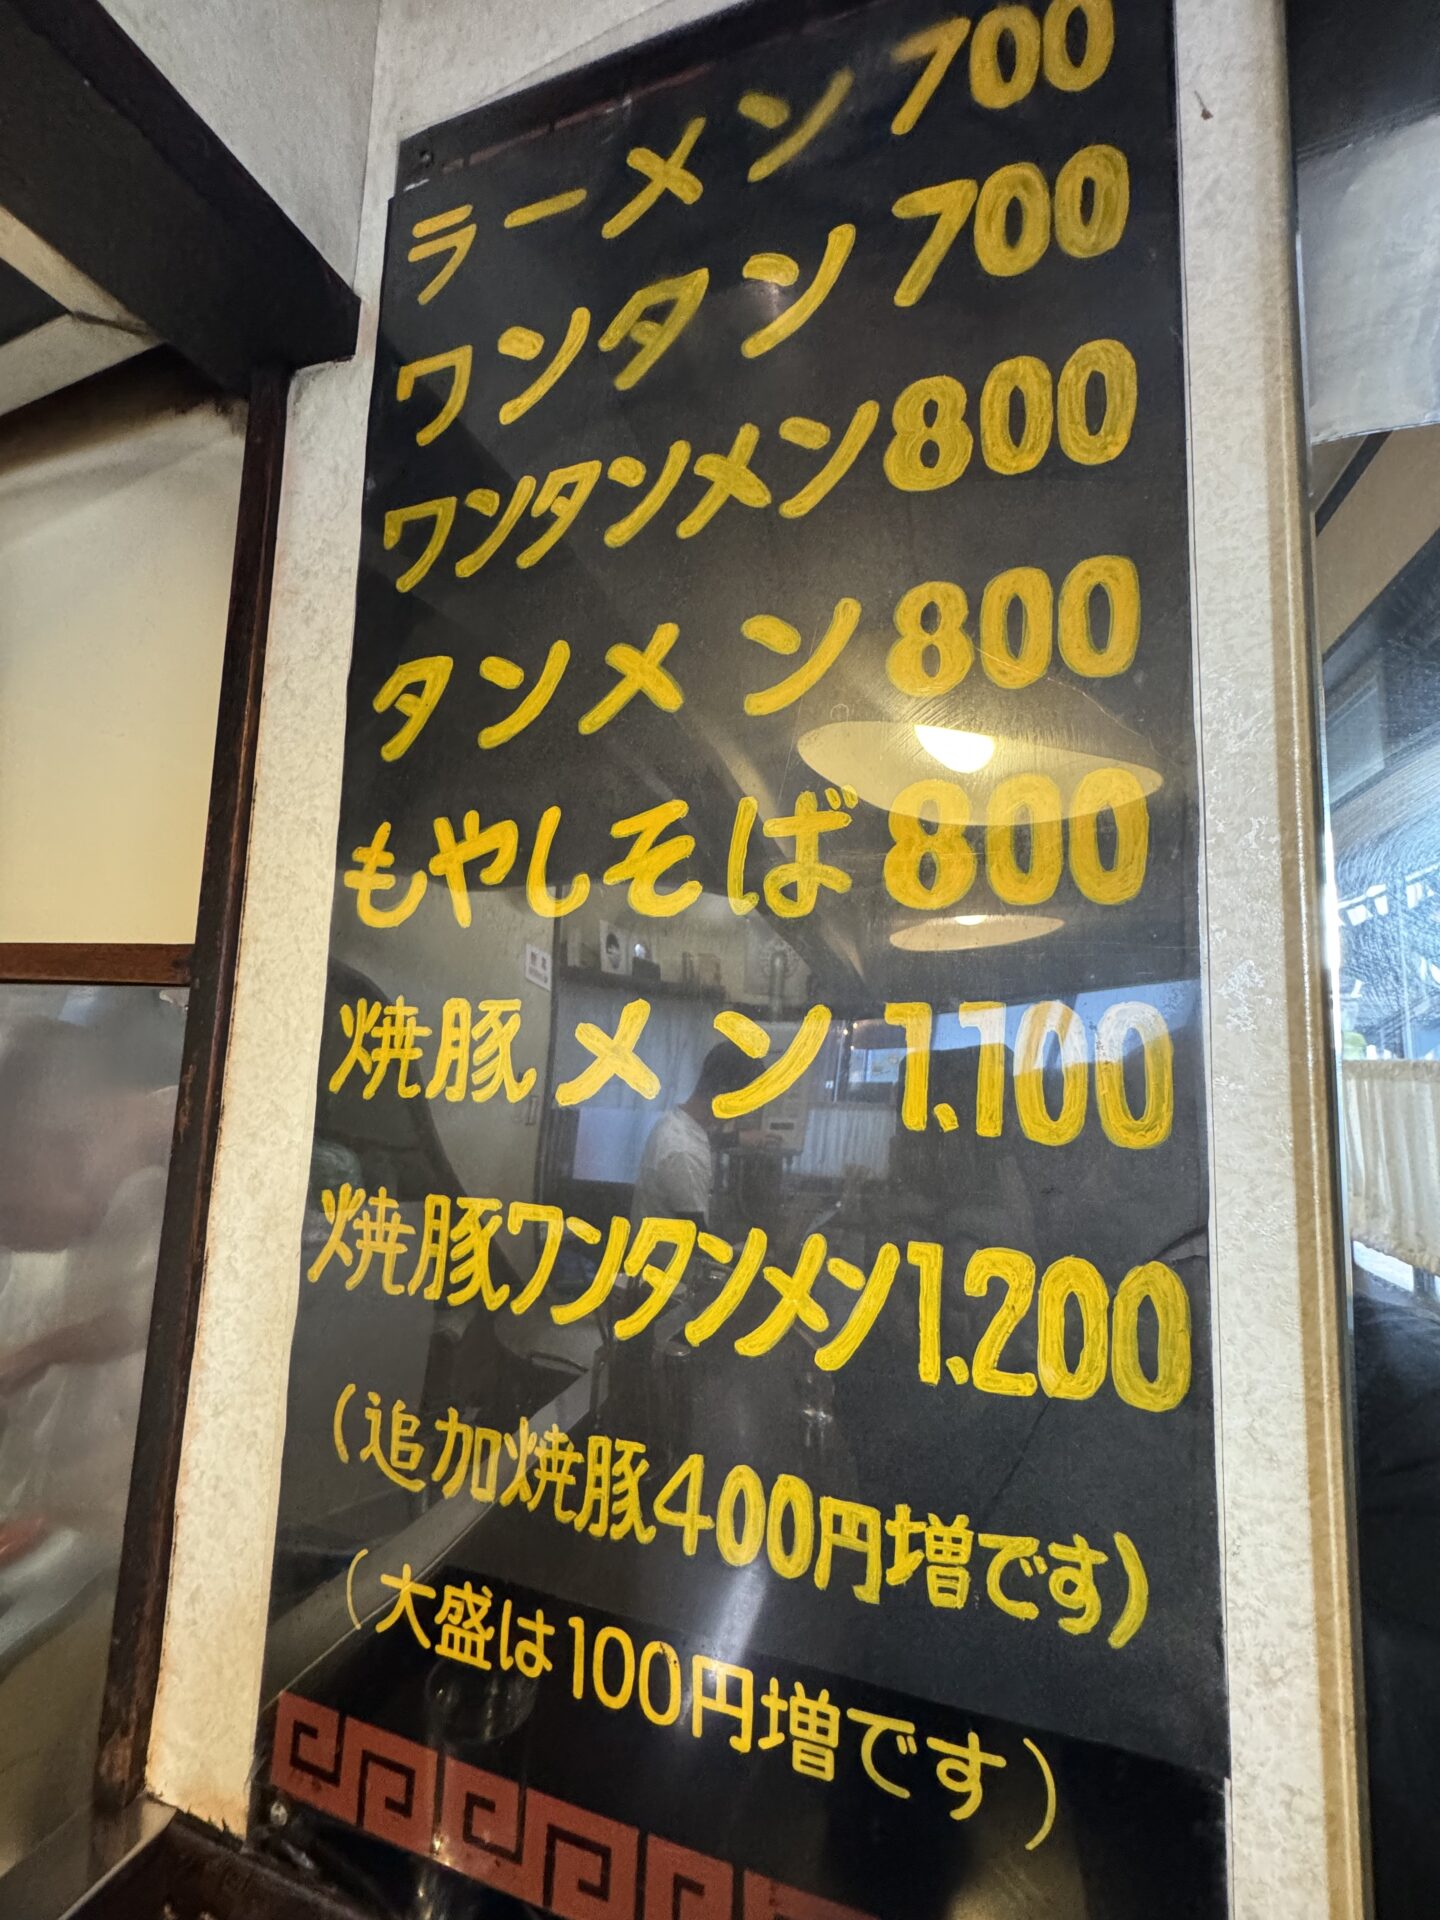 ラーメン 700
ワンタン 700
ワンタンメン 800
タンメン 800
もやしそば 800
焼豚メン 1.100
焼豚ワンタンメン 1.200
(追加焼豚400円増です)
(大盛は100円増です)